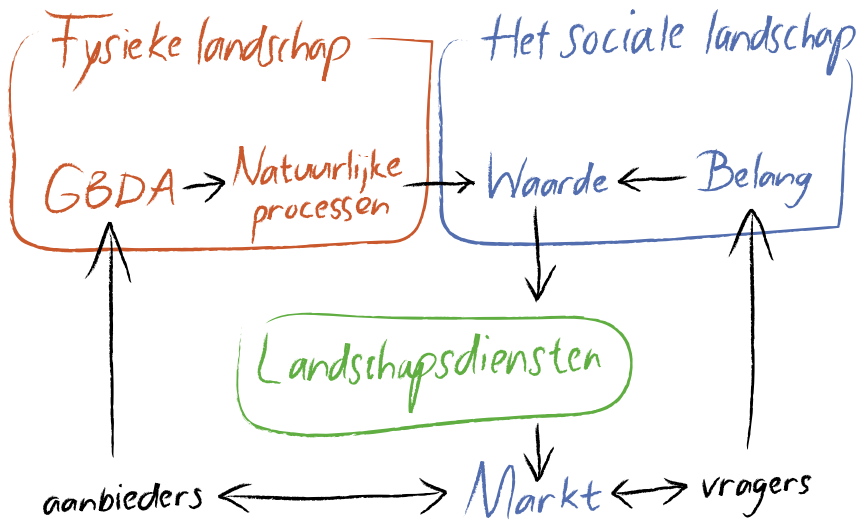 Fysieke landschap
Het sociale landschap
GBDA
Natuurlijke
processen
Waarde
Belang
Landschapsdiensten
aanbieders
Markt
vragers